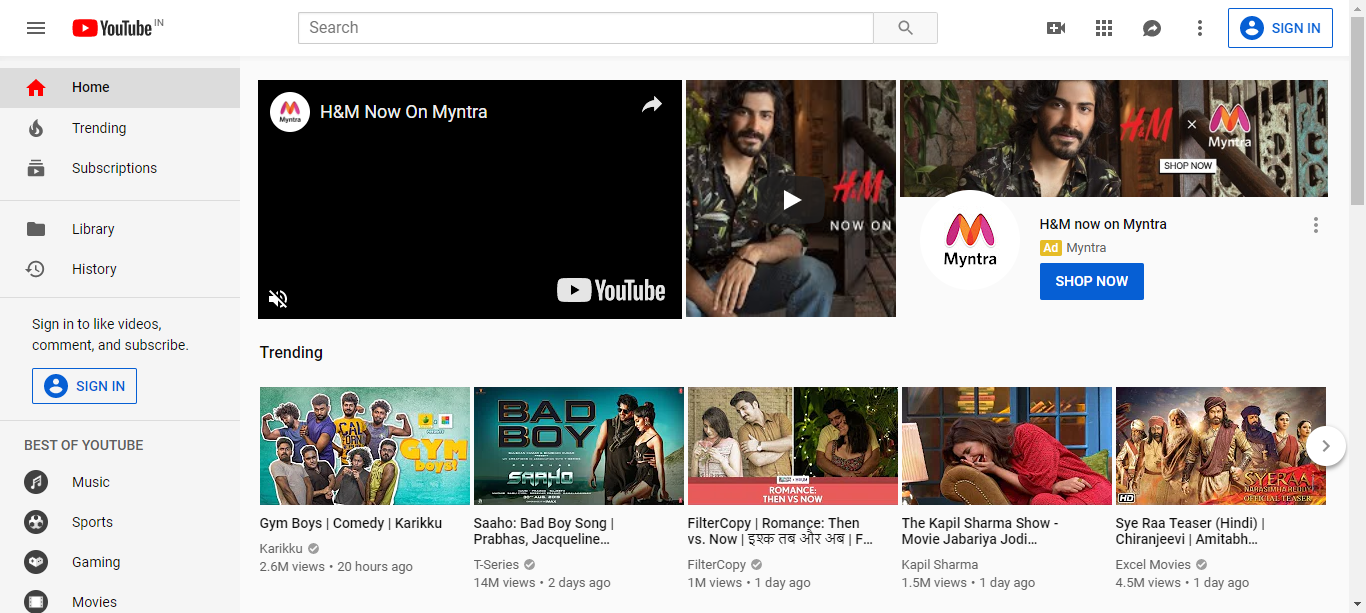 YouTube IN
Search
SIGN IN
Home
Trending
Subscriptions
Library
History
Sign in to like videos,
comment, and subscribe.
SIGN IN
BEST OF YOUTUBE
Music
Sports
Gaming
Movies
Myntra
H&M Now On Myntra
YouTube
H&M
NOW ON
H&M × Myntra
SHOP NOW
Myntra
H&M now on Myntra
Ad Myntra
SHOP NOW
Trending
GYM
Boys!
Gym Boys | Comedy | Karikku
Karikku
2.6M views • 20 hours ago
BAD
BOY
PRABHAS
SAAHO
Saaho: Bad Boy Song |
Prabhas, Jacqueline...
T-Series
14M views • 2 days ago
ROMANCE:
THEN VS NOW
FilterCopy | Romance: Then
vs. Now | इश्क तब और अब | F...
FilterCopy
1M views • 1 day ago
The Kapil Sharma Show -
Movie Jabariya Jodi...
Kapil Sharma
1.5M views • 1 day ago
SYERAA
NARASIMHA REDDY
OFFICIAL TEASER
HD
Sye Raa Teaser (Hindi) |
Chiranjeevi | Amitabh...
Excel Movies
4.5M views • 1 day ago